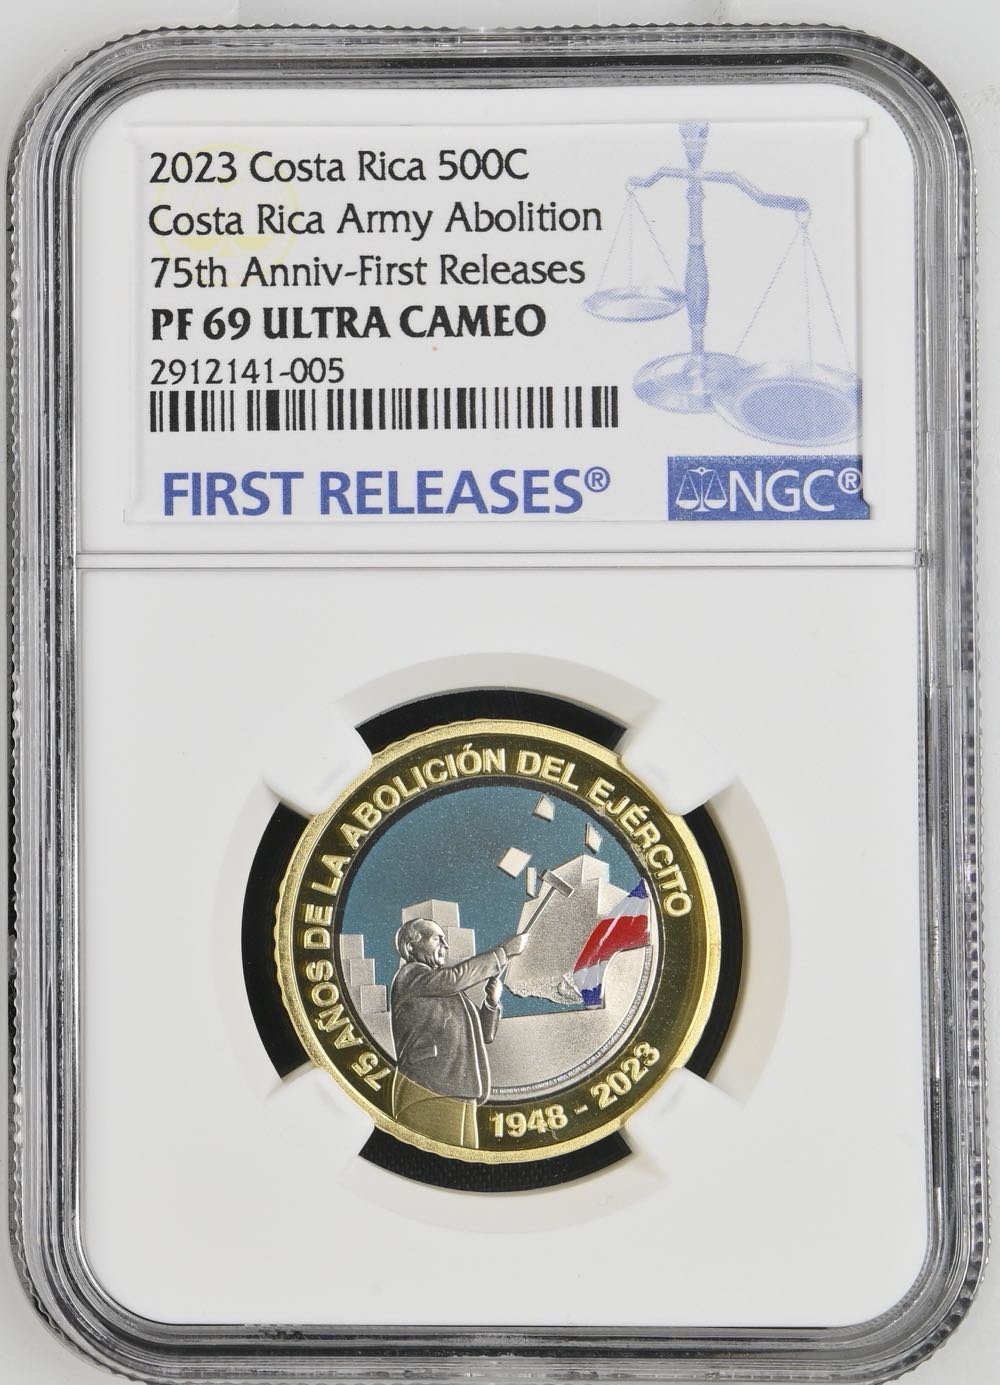 2023 Costa Rica 500C
Costa Rica Army Abolition
75th Anniv-First Releases
PF 69 ULTRA CAMEO
2912141-005
FIRST RELEASES®
NGC®
75 AÑOS DE LA ABOLICIÓN DEL EJÉRCITO
1948 - 2023